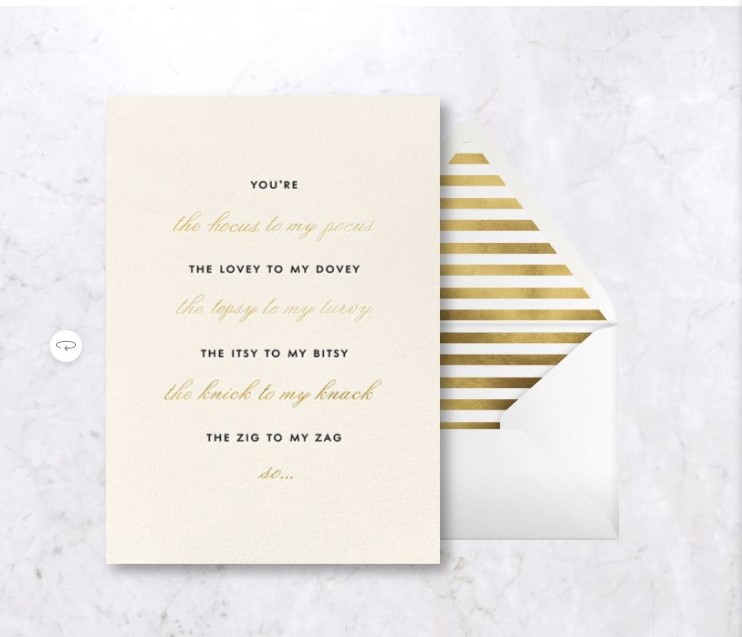 YOU'RE
the hocus to my pocus
THE LOVEY TO MY DOVEY
the topsy to my turvy
THE ITSY TO MY BITSY
the knick to my knack
THE ZIG TO MY ZAG
so...